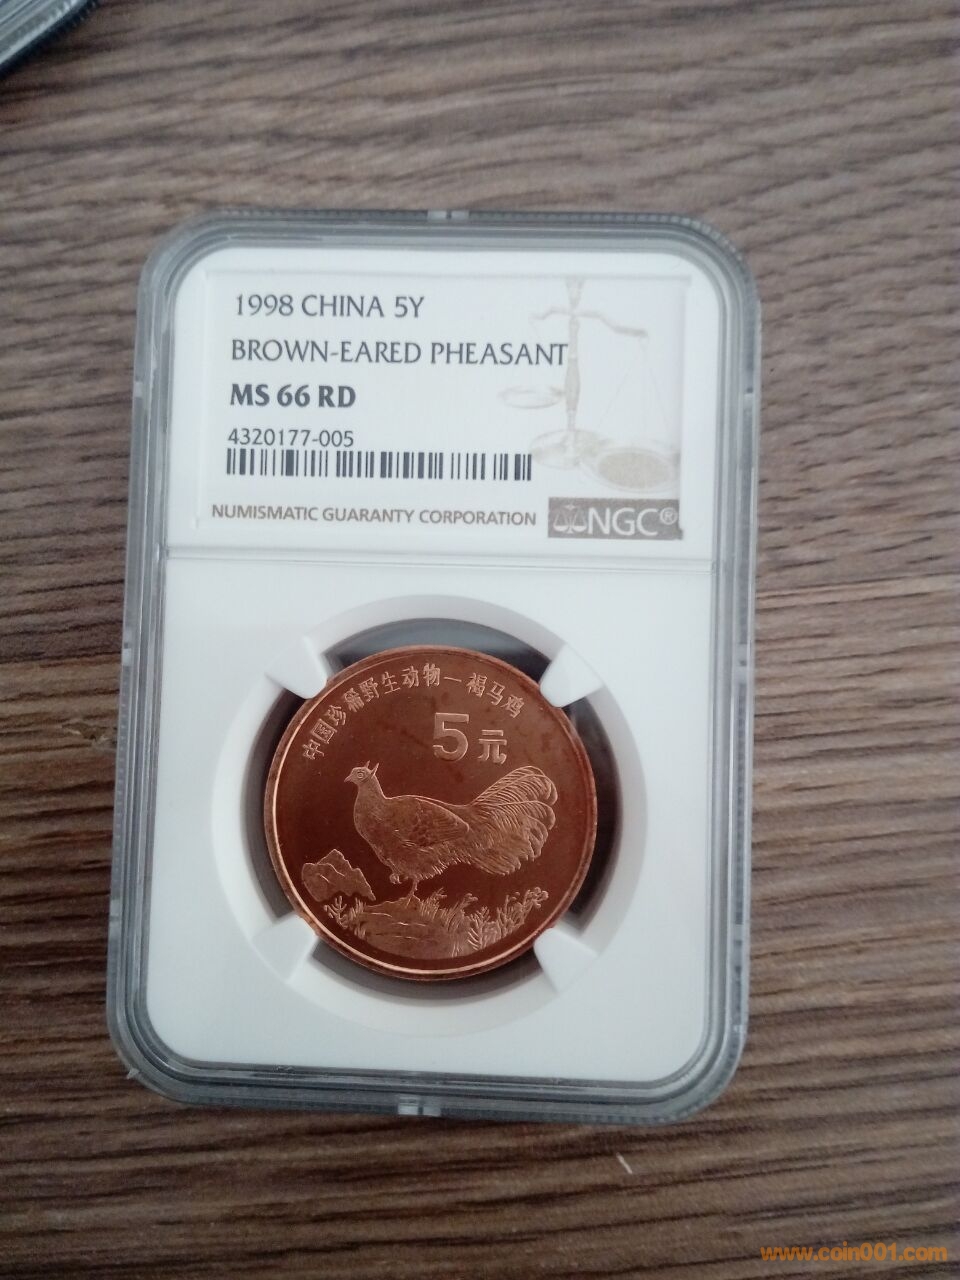 1998 CHINA 5Y
BROWN-EARED PHEASANT
MS 66 RD
4320177-005
NUMISMATIC GUARANTY CORPORATION NGC®
中国珍稀野生动物—褐马鸡
5元
www.coin001.com